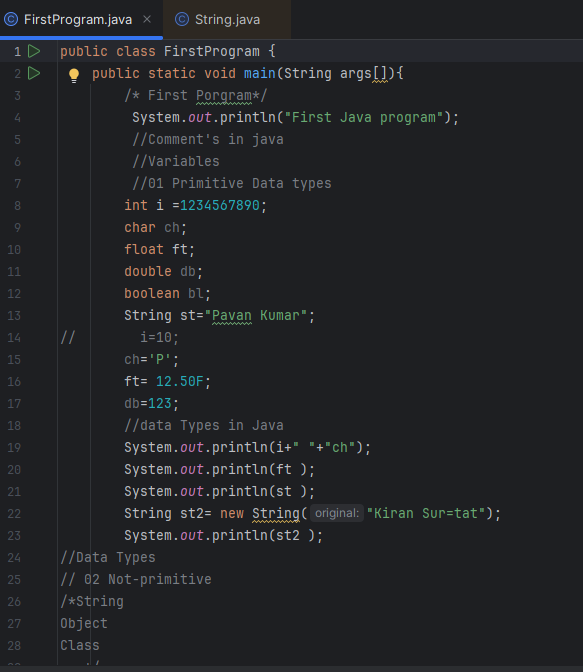 FirstProgram.java × String.java
1 public class FirstProgram {
2 public static void main(String args[]){
3 /* First Porgram*/
4 System.out.println("First Java program");
5 //Comment's in java
6 //Variables
7 //01 Primitive Data types
8 int i =1234567890;
9 char ch;
10 float ft;
11 double db;
12 boolean bl;
13 String st="Pavan Kumar";
14 // i=10;
15 ch='P';
16 ft= 12.50F;
17 db=123;
18 //data Types in Java
19 System.out.println(i+" "+"ch");
20 System.out.println(ft );
21 System.out.println(st );
22 String st2= new String( original: "Kiran Sur=tat");
23 System.out.println(st2 );
24 //Data Types
25 // 02 Not-primitive
26 /*String
27 Object
28 Class